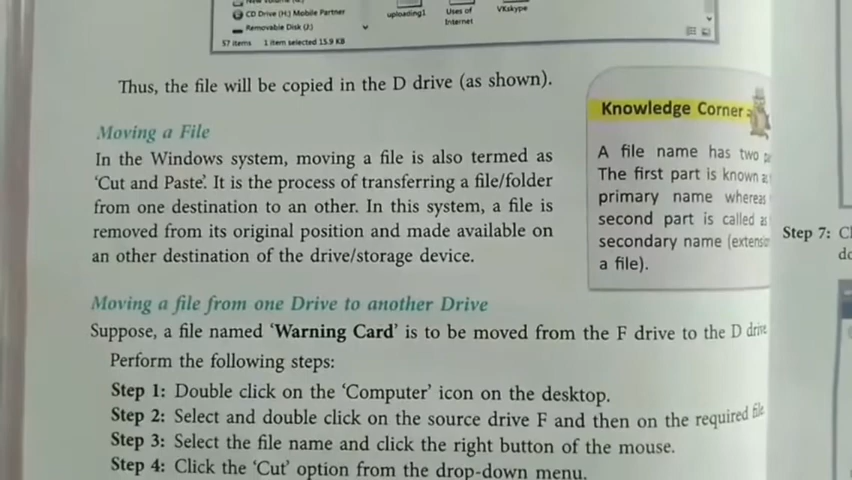 CD Drive (H:) Mobile Partner
Removable Disk (J:)
57 items 1 item selected 15.9 KB
uploading1
Uses of
Internet
VKskype
Thus, the file will be copied in the D drive (as shown).
Moving a File
In the Windows system, moving a file is also termed as
‘Cut and Paste’. It is the process of transferring a file/folder
from one destination to an other. In this system, a file is
removed from its original position and made available on
an other destination of the drive/storage device.
Knowledge Corner
A file name has two
The first part is known
primary name whereas
second part is called as
secondary name (extension
a file).
Moving a file from one Drive to another Drive
Suppose, a file named ‘Warning Card’ is to be moved from the F drive to the D drive
Perform the following steps:
Step 1: Double click on the ‘Computer’ icon on the desktop.
Step 2: Select and double click on the source drive F and then on the required file
Step 3: Select the file name and click the right button of the mouse.
Step 4: Click the ‘Cut’ option from the drop-down menu.
Step 7: